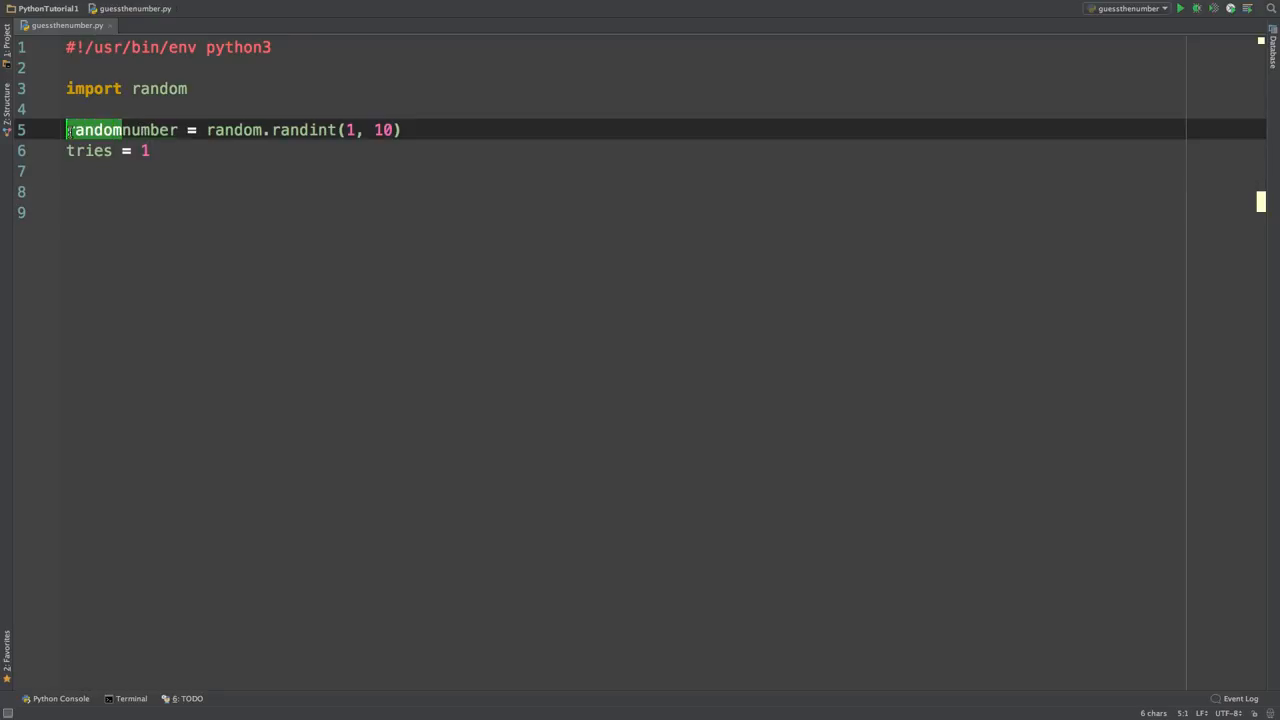 PythonTutorial1 guessthenumber.py guessthenumber
guessthenumber.py
1: Project
Z: Structure
2: Favorites
Database
1 #!/usr/bin/env python3
2
3 import random
4
5 randomnumber = random.randint(1, 10)
6 tries = 1
7
8
9
Python Console Terminal 6: TODO Event Log
6 chars 5:1 LF÷ UTF-8÷